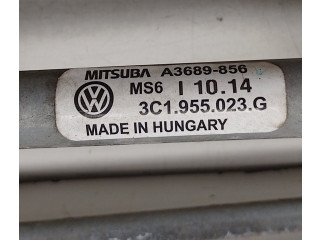 MITSUBA A3689-856
MS6 I 10.14
3C1.955.023.G
MADE IN HUNGARY